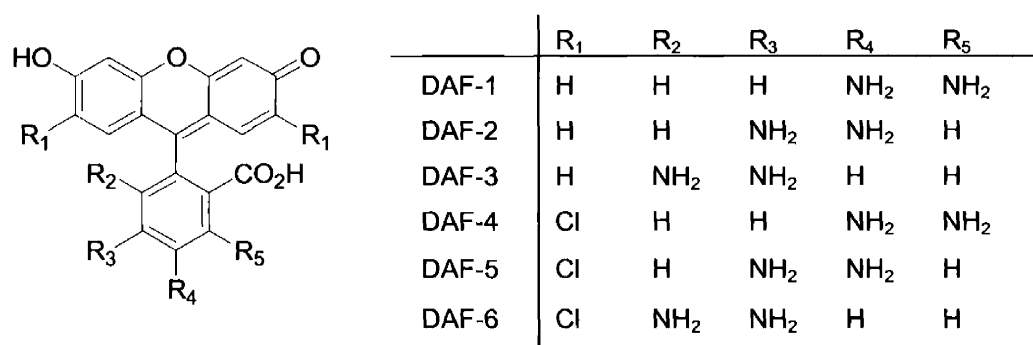 HO O O
R₁ R₁
R₂ CO₂H
R₃ R₅
R₄
R₁ R₂ R₃ R₄ R₅
DAF-1 H H H NH₂ NH₂
DAF-2 H H NH₂ NH₂ H
DAF-3 H NH₂ NH₂ H H
DAF-4 Cl H H NH₂ NH₂
DAF-5 Cl H NH₂ NH₂ H
DAF-6 Cl NH₂ NH₂ H H